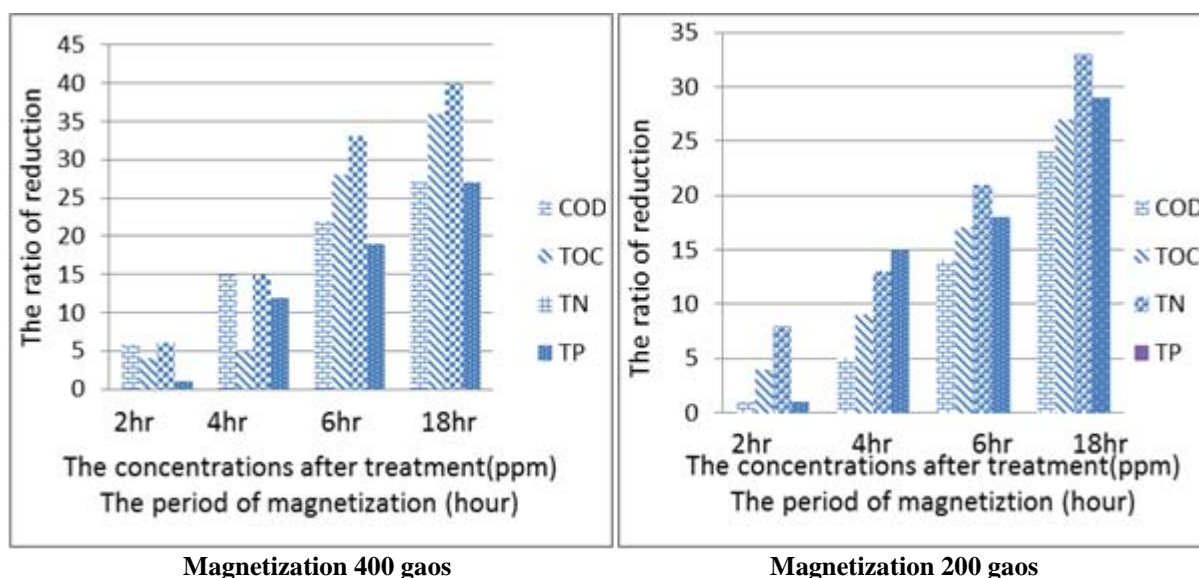 45
40
35
30
25
20
15
10
5
0
The ratio of reduction
2hr 4hr 6hr 18hr
The concentrations after treatment(ppm)
The period of magnetization (hour)
COD
TOC
TN
TP
35
30
25
20
15
10
5
0
The ratio of reduction
2hr 4hr 6hr 18hr
The concentrations after treatment(ppm)
The period of magnetiztion (hour)
COD
TOC
TN
TP
Magnetization 400 gaos
Magnetization 200 gaos